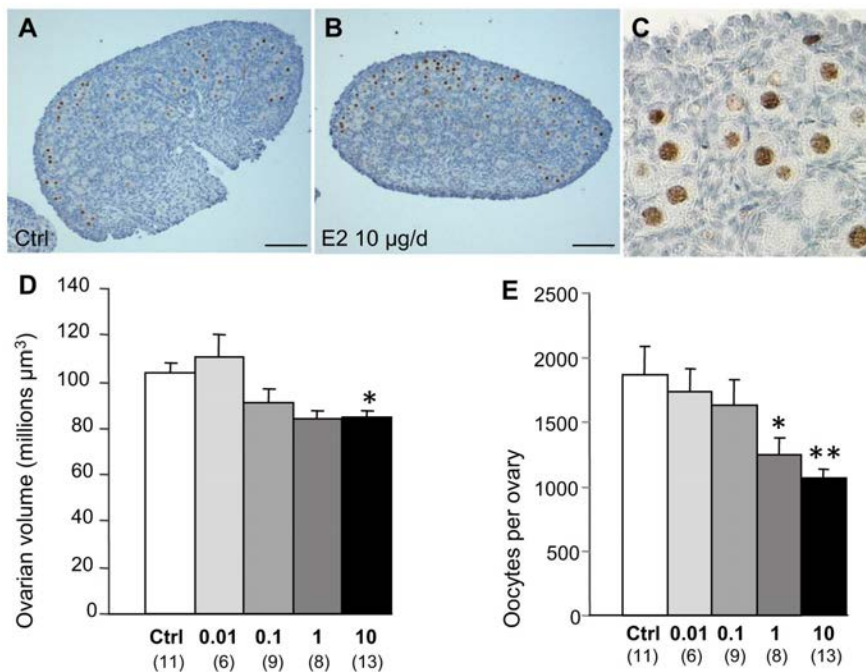 A
B
C
Ctrl
E2 10 µg/d
D
Ovarian volume (millions µm³)
140
120
100
80
60
40
20
0
Ctrl 0.01 0.1 1 10
(11) (6) (9) (8) (13)
*
E
Oocytes per ovary
2500
2000
1500
1000
500
0
* **
Ctrl 0.01 0.1 1 10
(11) (6) (9) (8) (13)